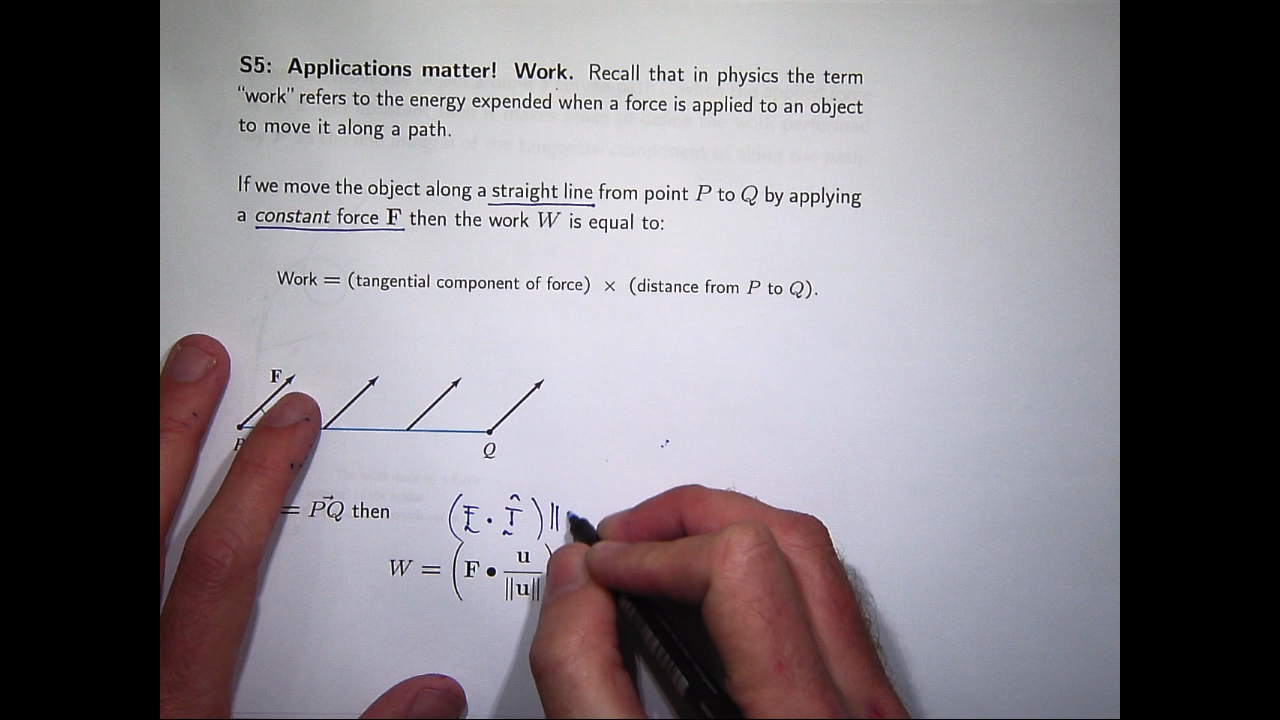 S5: Applications matter! Work. Recall that in physics the term
"work" refers to the energy expended when a force is applied to an object
to move it along a path.
If we move the object along a straight line from point P to Q by applying
a constant force F then the work W is equal to:
Work = (tangential component of force) × (distance from P to Q).
F
P
Q
= \vec{PQ} then
(F · T̂) ||
W = (F • u/||u||)